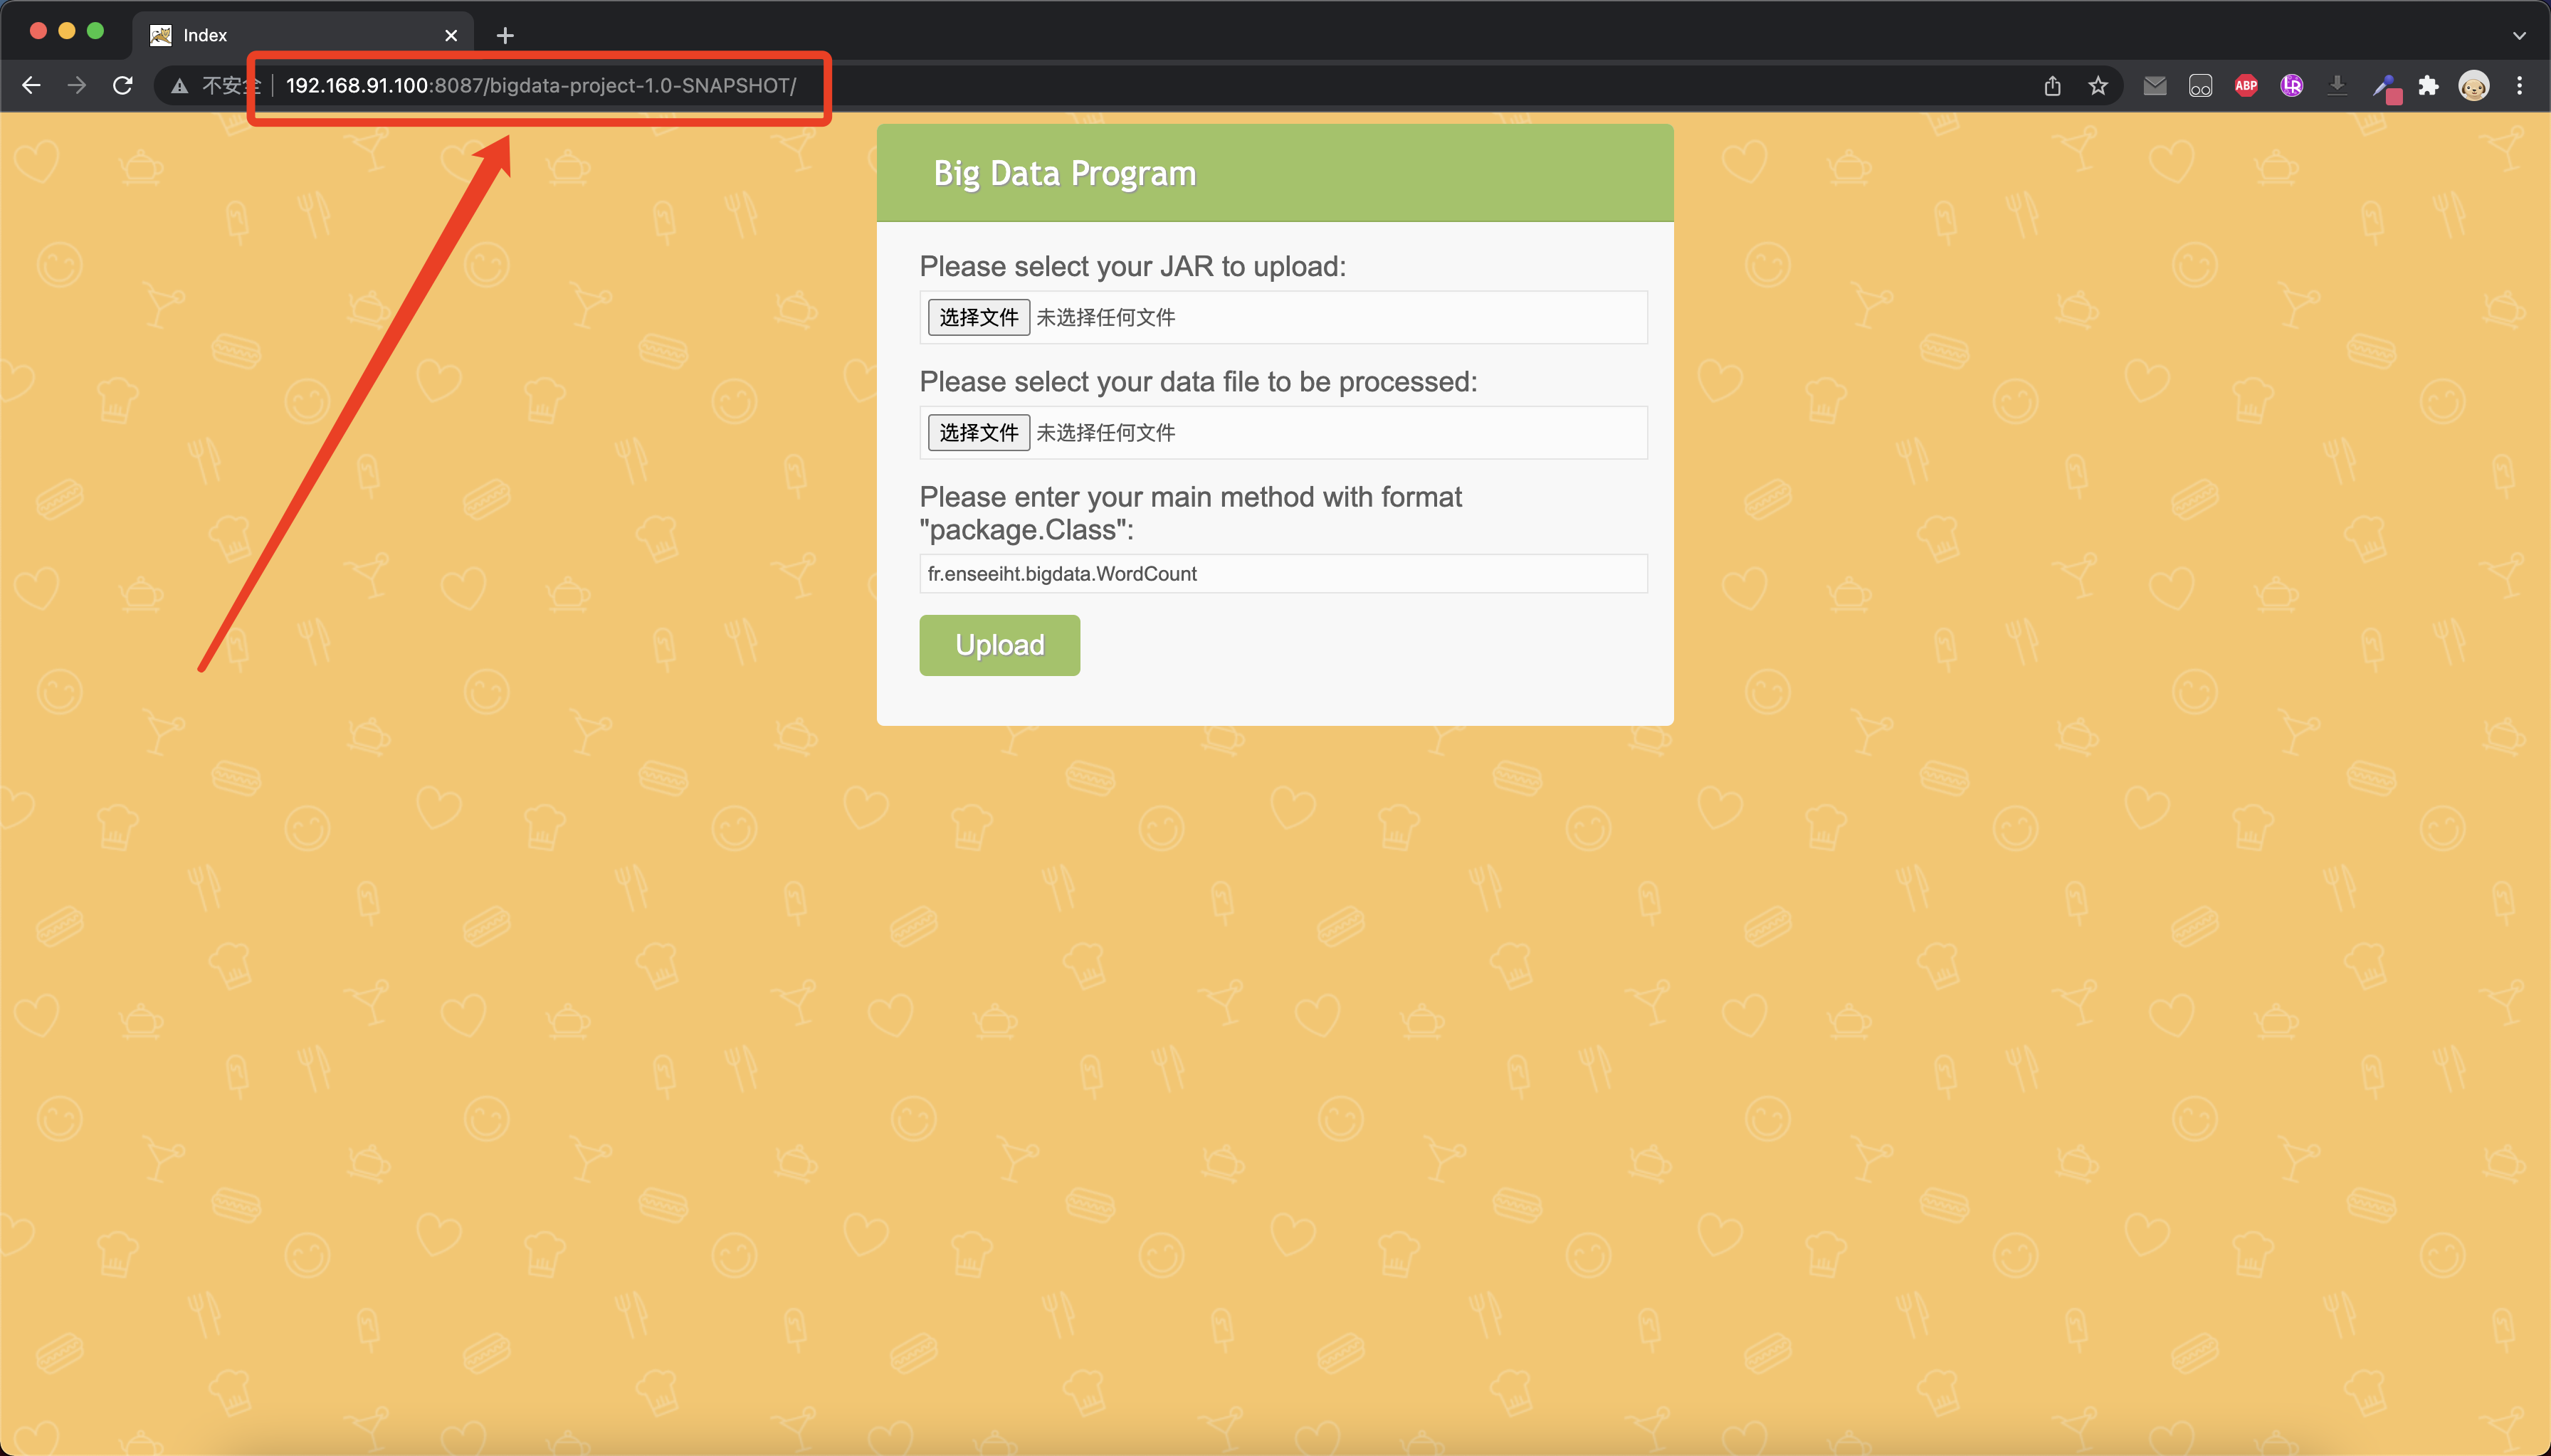 Index
不安全 192.168.91.100:8087/bigdata-project-1.0-SNAPSHOT/
ABP
LR
Big Data Program
Please select your JAR to upload:
选择文件 未选择任何文件
Please select your data file to be processed:
选择文件 未选择任何文件
Please enter your main method with format
"package.Class":
fr.enseeiht.bigdata.WordCount
Upload